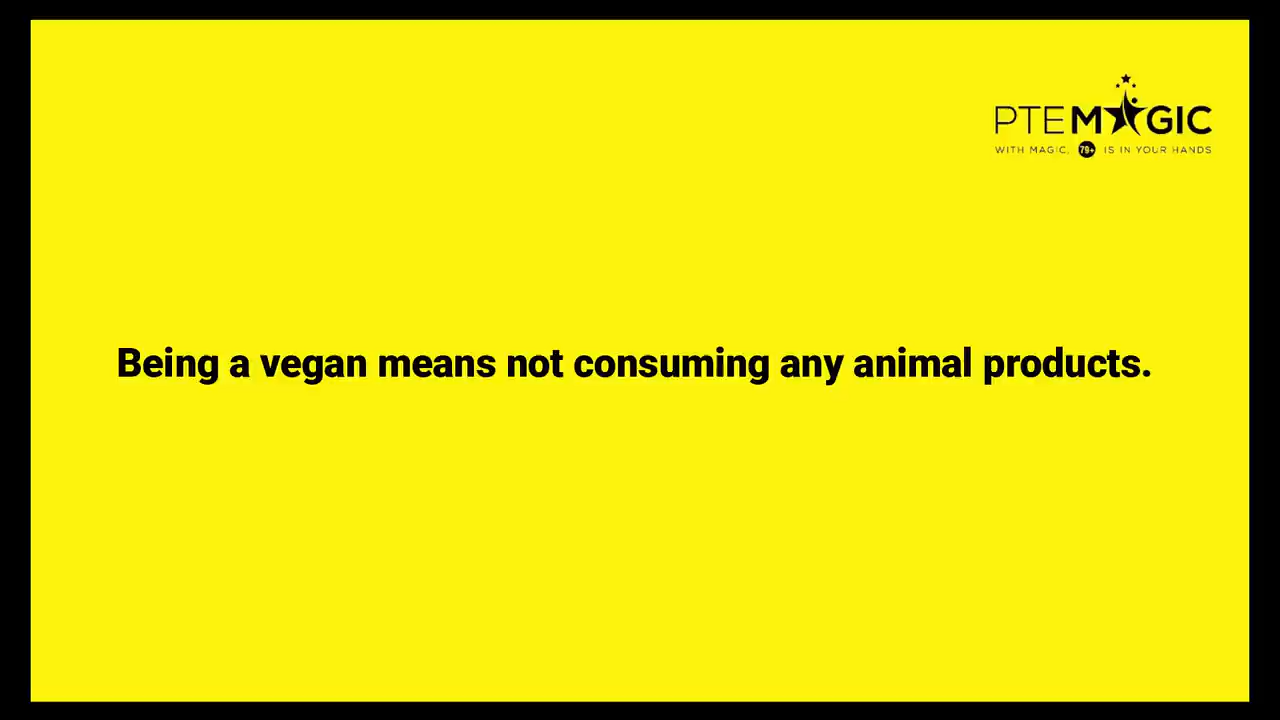 PTEMAGIC
WITH MAGIC, 79+ IS IN YOUR HANDS
Being a vegan means not consuming any animal products.